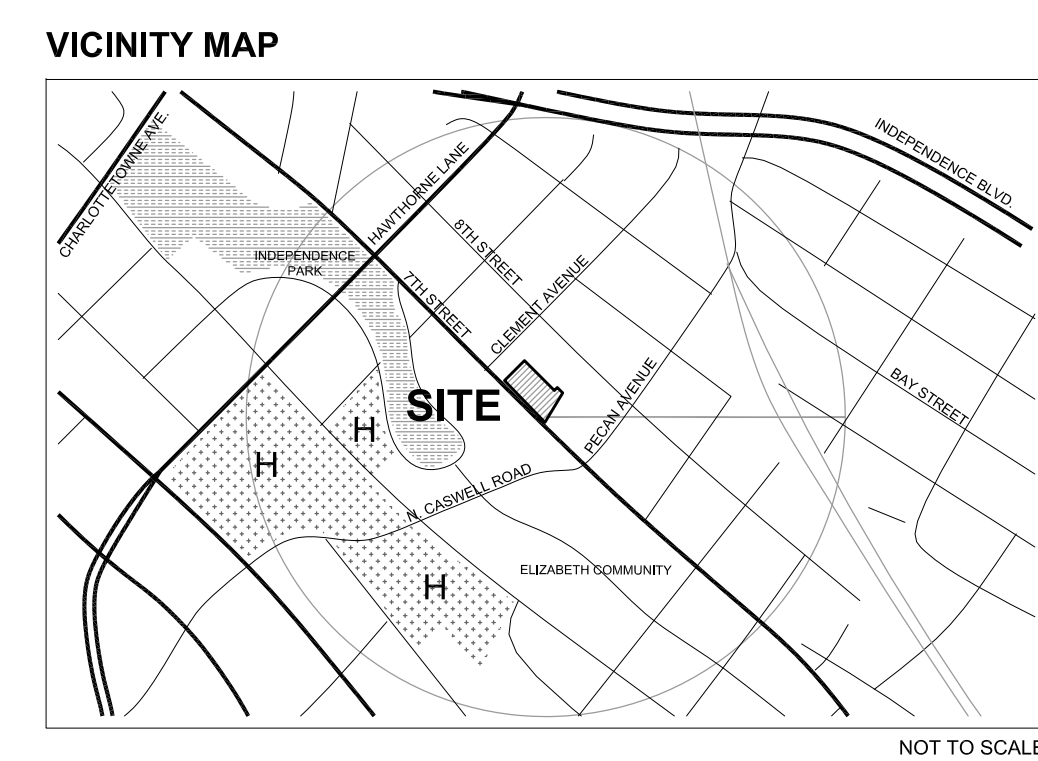 VICINITY MAP
INDEPENDENCE BLVD.
CHARLOTTETOWNE AVE.
HAWTHORNE LANE
8TH STREET
INDEPENDENCE
PARK
7TH STREET
CLEMENT AVENUE
PECAN AVENUE
BAY STREET
SITE
H
H
N. CASWELL ROAD
ELIZABETH COMMUNITY
H
NOT TO SCALE